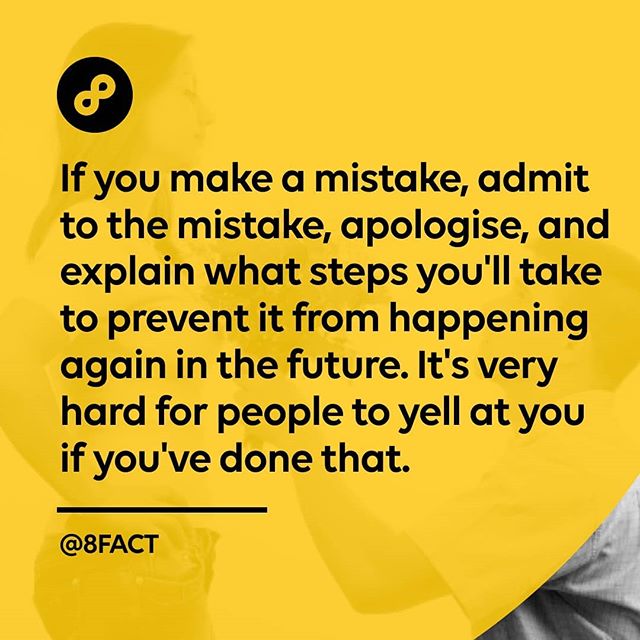 If you make a mistake, admit
to the mistake, apologise, and
explain what steps you'll take
to prevent it from happening
again in the future. It's very
hard for people to yell at you
if you've done that.
@8FACT